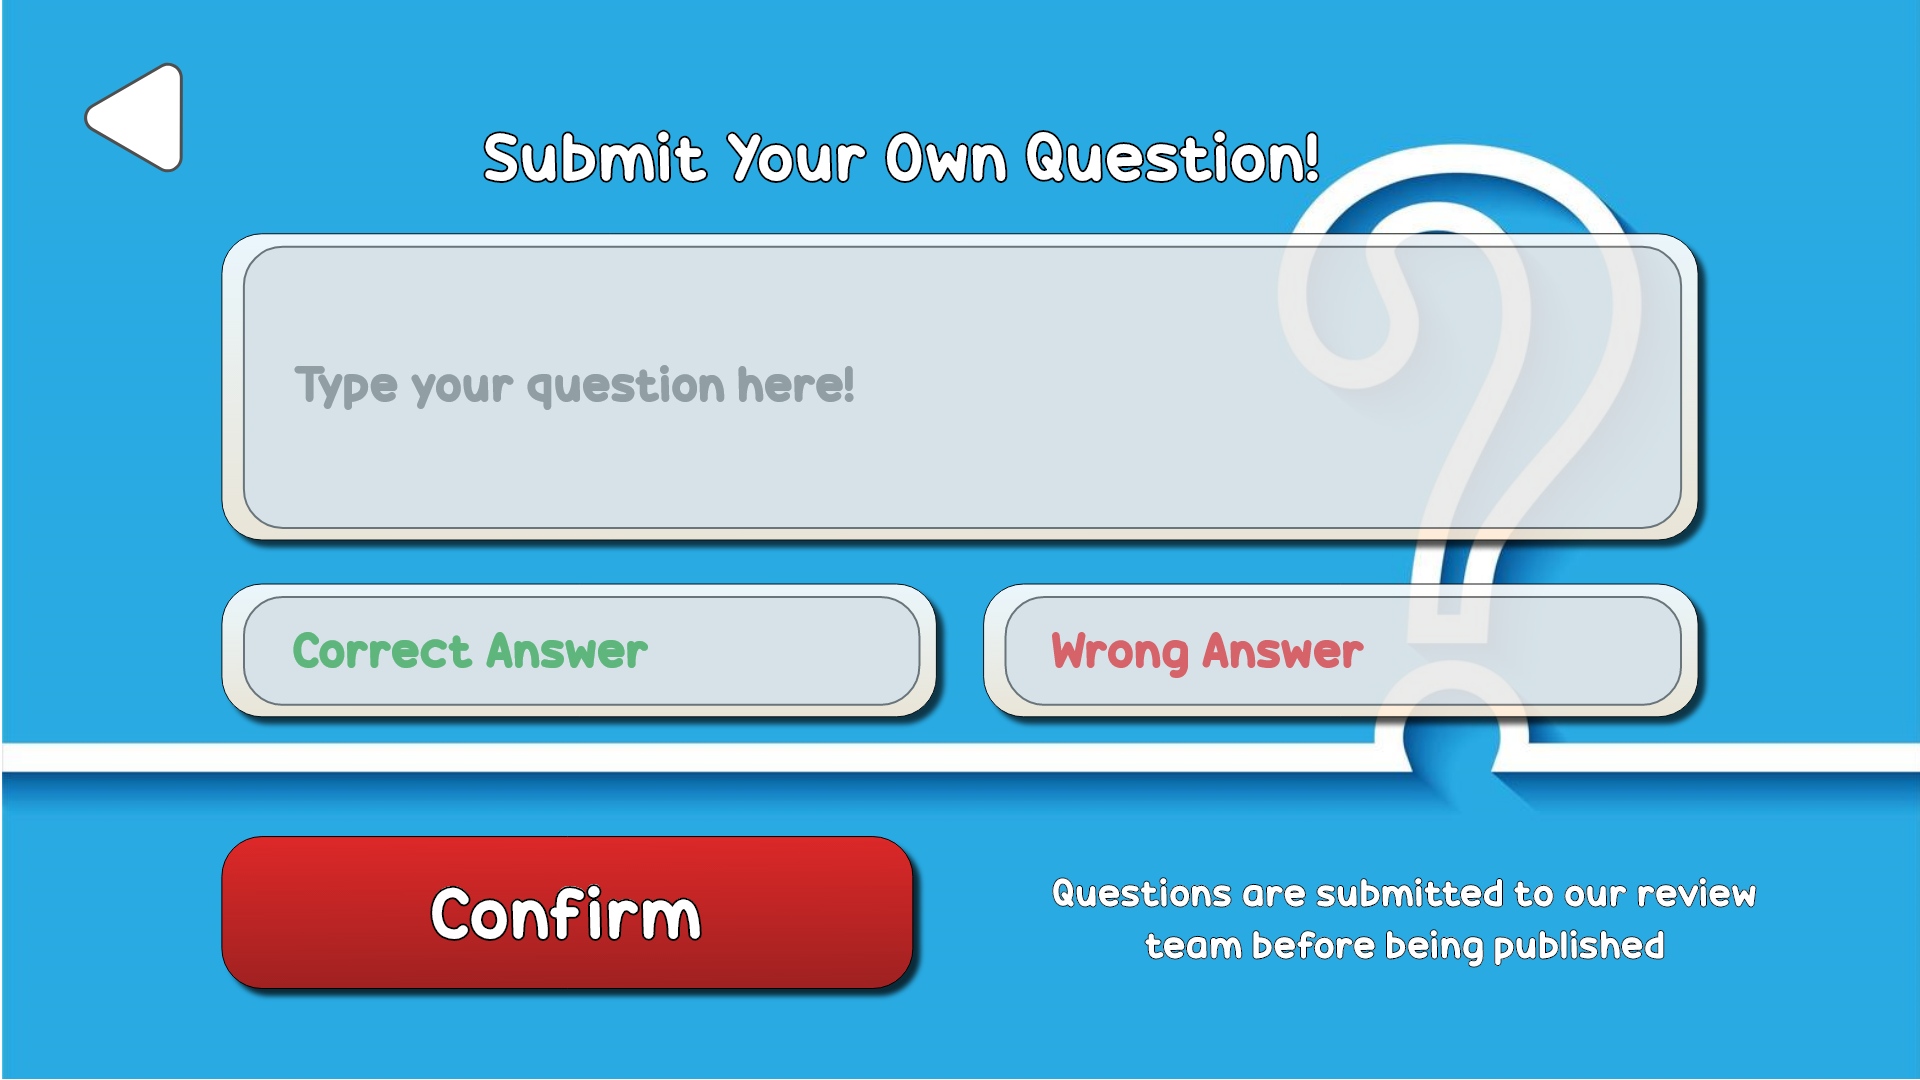 Submit Your Own Question!
Type your question here!
Correct Answer
Wrong Answer
Confirm
Questions are submitted to our review
team before being published